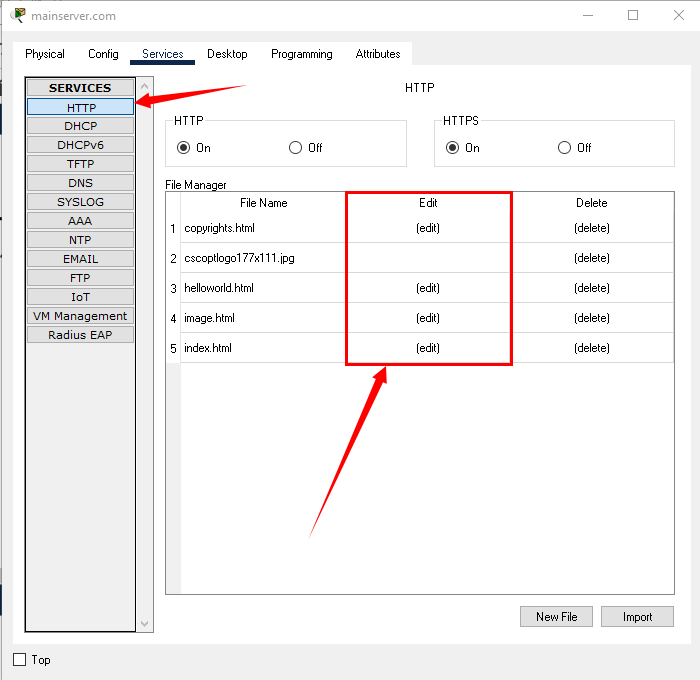 mainserver.com
Physical Config Services Desktop Programming Attributes
SERVICES
HTTP
DHCP
DHCPv6
TFTP
DNS
SYSLOG
AAA
NTP
EMAIL
FTP
IoT
VM Management
Radius EAP
HTTP
HTTP
On Off
HTTPS
On Off
File Manager
File Name Edit Delete
1 copyrights.html (edit) (delete)
2 cscoptlogo177x111.jpg (delete)
3 helloworld.html (edit) (delete)
4 image.html (edit) (delete)
5 index.html (edit) (delete)
New File Import
Top